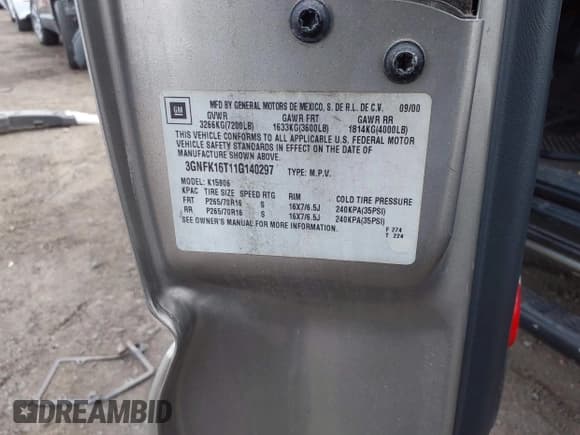 GM
MFD BY GENERAL MOTORS DE MEXICO, S. DE R.L. DE C.V. 09/00
GVWR GAWR FRT GAWR RR
3266KG(7200LB) 1633KG(3600LB) 1814KG(4000LB)
THIS VEHICLE CONFORMS TO ALL APPLICABLE U.S. FEDERAL MOTOR
VEHICLE SAFETY STANDARDS IN EFFECT ON THE DATE OF
MANUFACTURE SHOWN ABOVE.
3GNFK16T11G140297 TYPE: M.P.V.
MODEL: K15906
KPAC TIRE SIZE SPEED RTG RIM COLD TIRE PRESSURE
FRT P265/70R16 S 16X7/6.5J 240KPA(35PSI)
RR P265/70R16 S 16X7/6.5J 240KPA(35PSI)
SEE OWNER'S MANUAL FOR MORE INFORMATION. F 274
T 224
DREAMBID